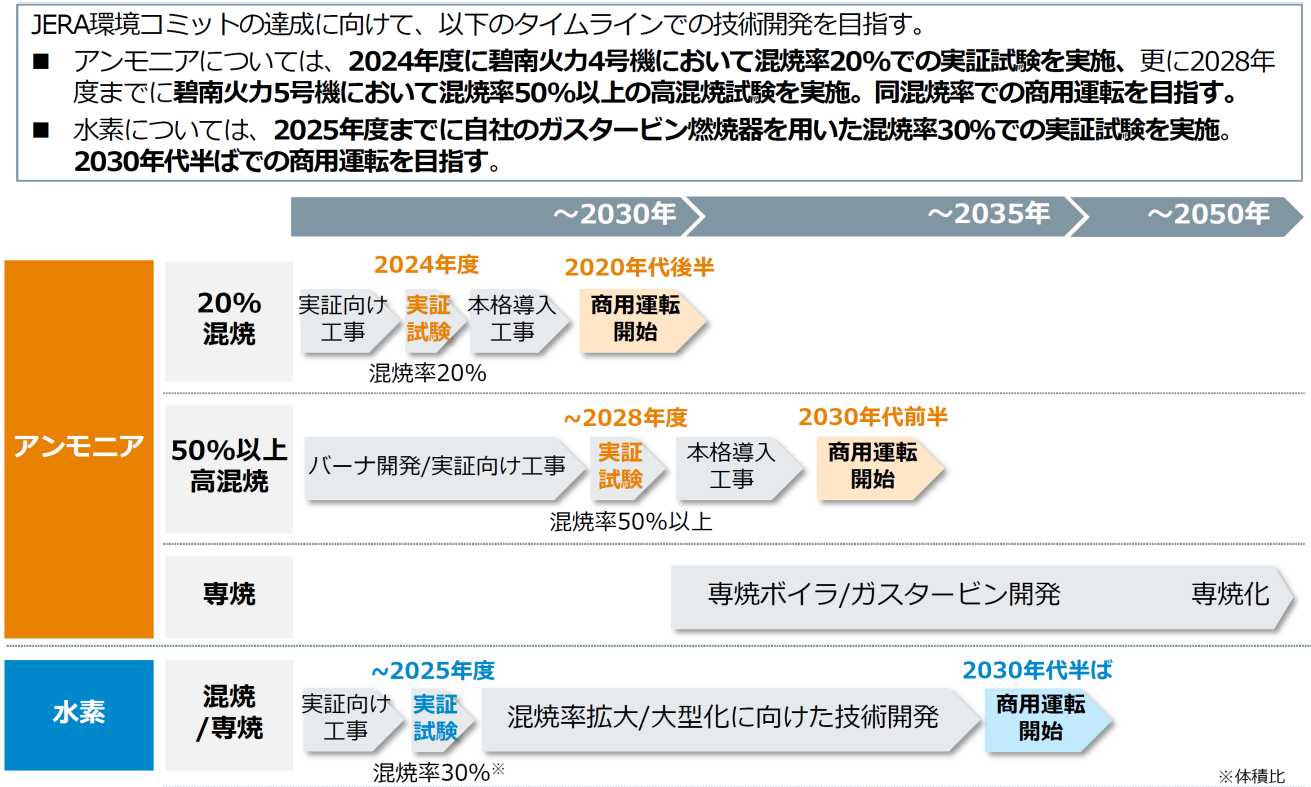 JERA環境コミットの達成に向けて、以下のタイムラインでの技術開発を目指す。
■ アンモニアについては、2024年度に碧南火力4号機において混焼率20%での実証試験を実施、更に2028年
度までに碧南火力5号機において混焼率50%以上の高混焼試験を実施。同混焼率での商用運転を目指す。
■ 水素については、2025年度までに自社のガスタービン燃焼器を用いた混焼率30%での実証試験を実施。
2030年代半ばでの商用運転を目指す。
～2030年 ～2035年 ～2050年
アンモニア
20%
混焼
2024年度
2020年代後半
実証向け
工事
実証
試験
本格導入
工事
商用運転
開始
混焼率20%
50%以上
高混焼
~2028年度
2030年代前半
バーナ開発/実証向け工事
実証
試験
本格導入
工事
商用運転
開始
混焼率50%以上
専焼
専焼ボイラ/ガスタービン開発 専焼化
水素
混焼
/専焼
~2025年度
2030年代半ば
実証向け
工事
実証
試験
混焼率拡大/大型化に向けた技術開発
商用運転
開始
混焼率30%※
※体積比